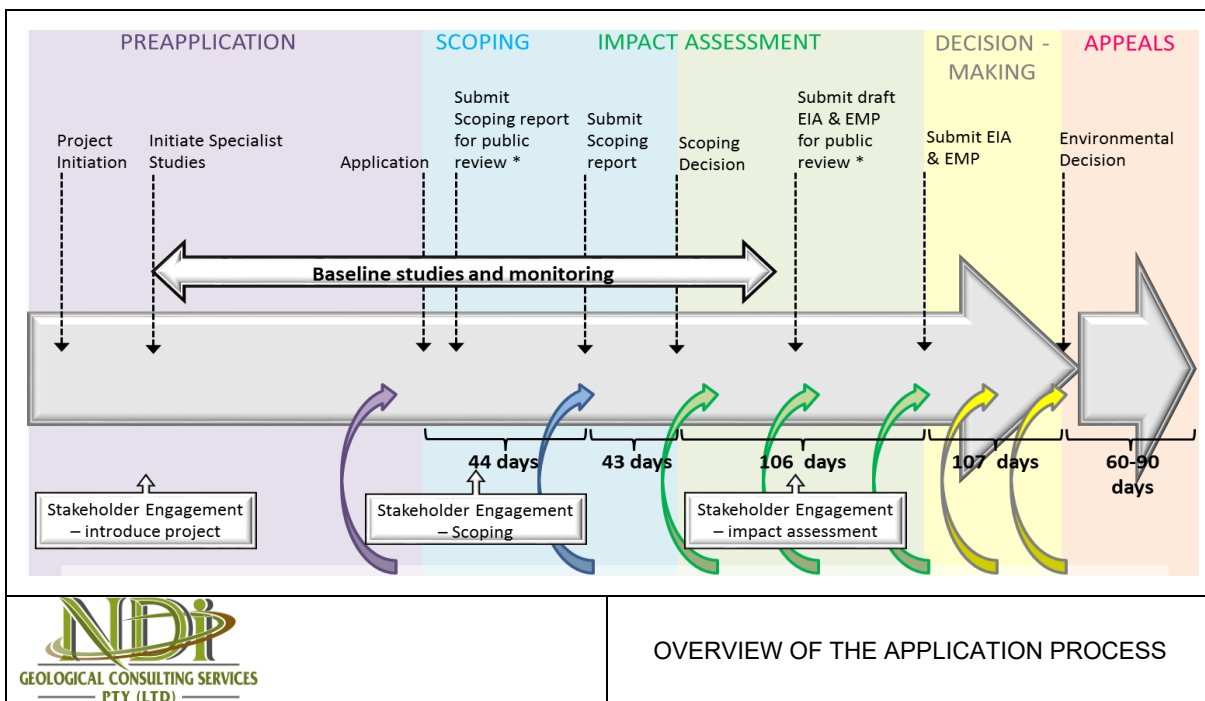 PREAPPLICATION
SCOPING
IMPACT ASSESSMENT
DECISION -
MAKING
APPEALS
Project
Initiation
Initiate Specialist
Studies
Application
Submit
Scoping report
for public
review *
Submit
Scoping
report
Scoping
Decision
Submit draft
EIA & EMP
for public
review *
Submit EIA
& EMP
Environmental
Decision
Baseline studies and monitoring
44 days
43 days
106 days
107 days
60-90
days
Stakeholder Engagement
– introduce project
Stakeholder Engagement
– Scoping
Stakeholder Engagement
– impact assessment
NDi
GEOLOGICAL CONSULTING SERVICES
PTY (LTD)
OVERVIEW OF THE APPLICATION PROCESS